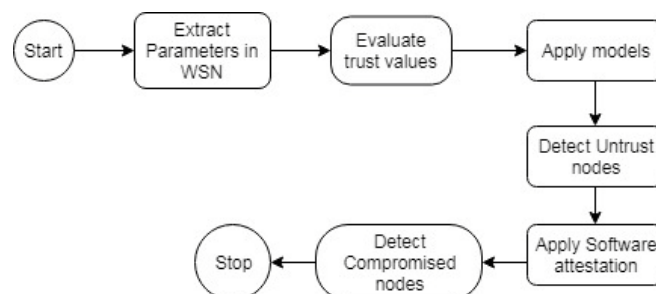 Start
Extract
Parameters in
WSN
Evaluate
trust values
Apply models
Detect Untrust
nodes
Apply Software
attestation
Detect
Compromised
nodes
Stop